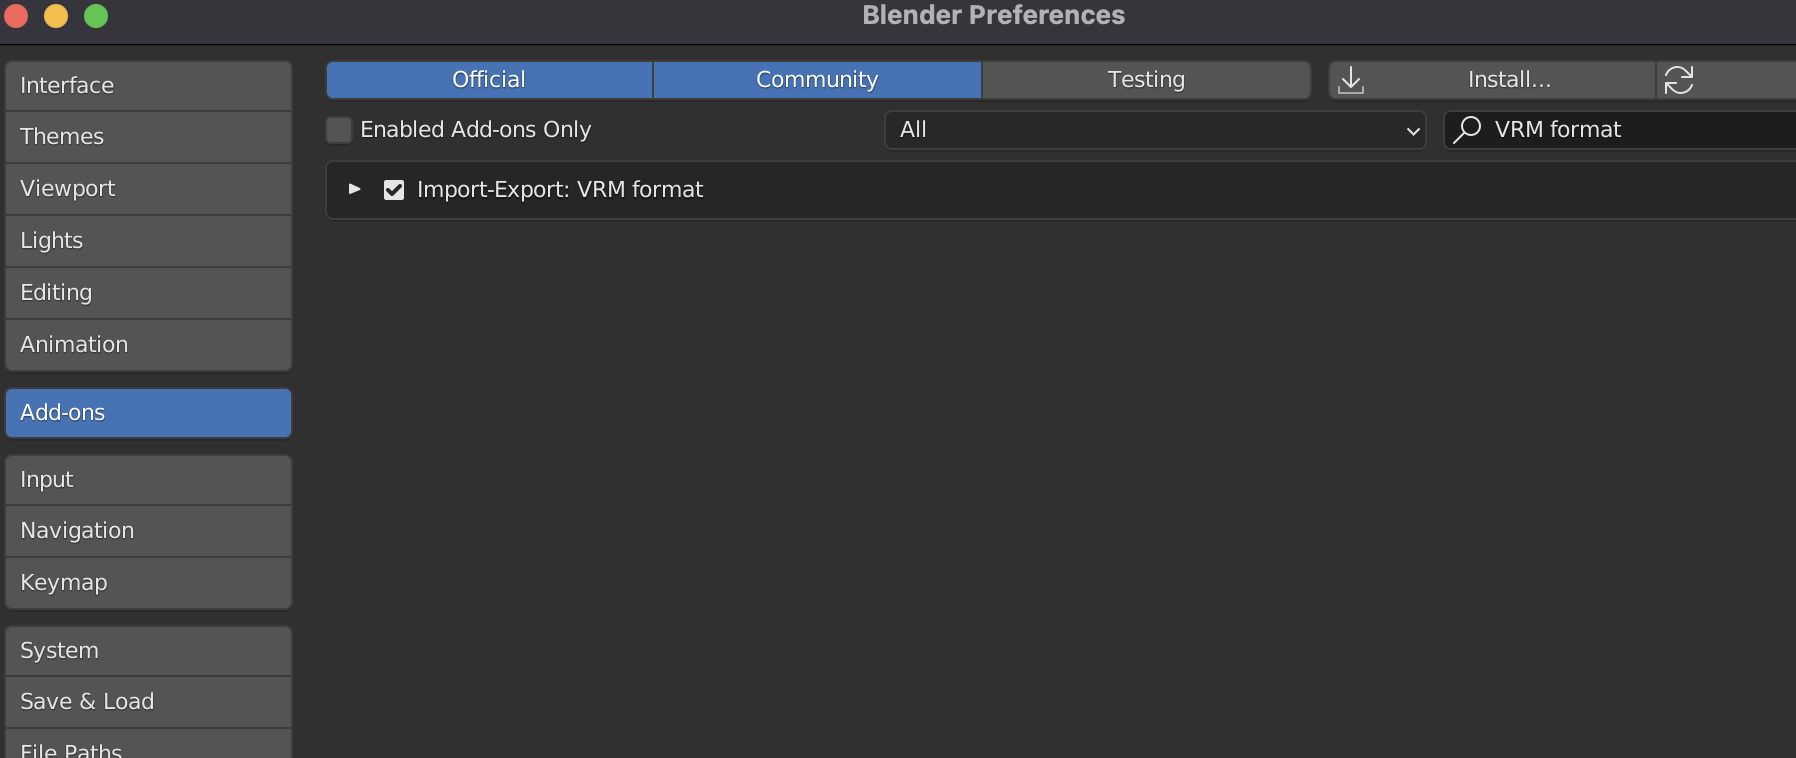 Blender Preferences
Interface
Themes
Viewport
Lights
Editing
Animation
Add-ons
Input
Navigation
Keymap
System
Save & Load
File Paths
Official Community Testing Install...
Enabled Add-ons Only All VRM format
Import-Export: VRM format